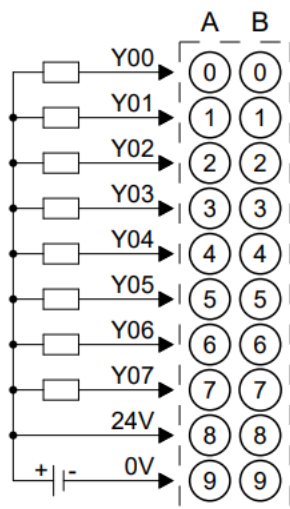 A B
Y00 0 0
Y01 1 1
Y02 2 2
Y03 3 3
Y04 4 4
Y05 5 5
Y06 6 6
Y07 7 7
24V 8 8
+ - 0V 9 9